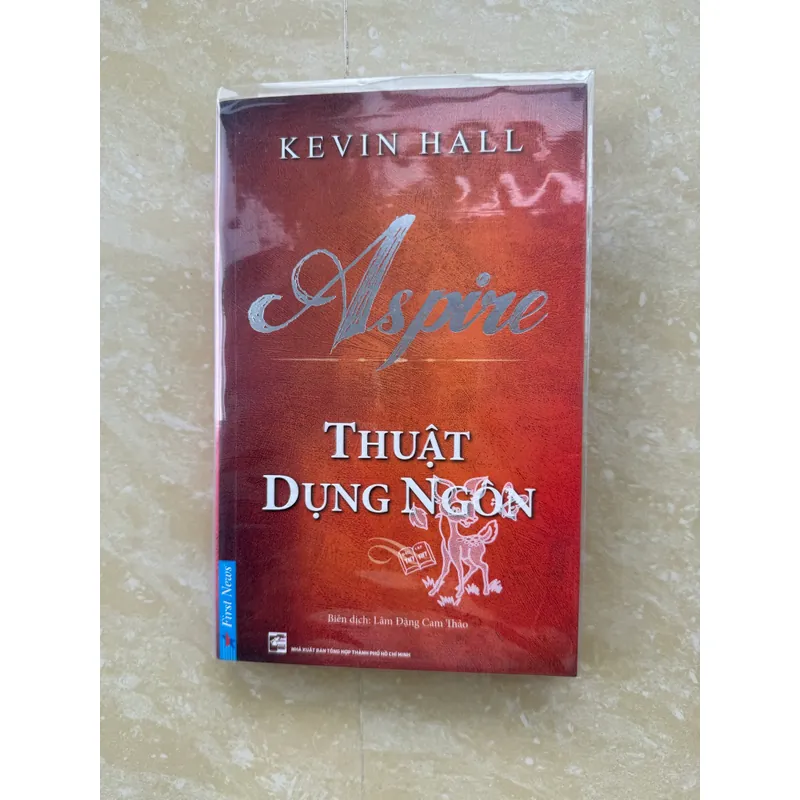 KEVIN HALL
Aspire
THUẬT
DỤNG NGÔN
Biên dịch: Lâm Đặng Cam Thảo
First News
NHÀ XUẤT BẢN TỔNG HỢP THÀNH PHỐ HỒ CHÍ MINH